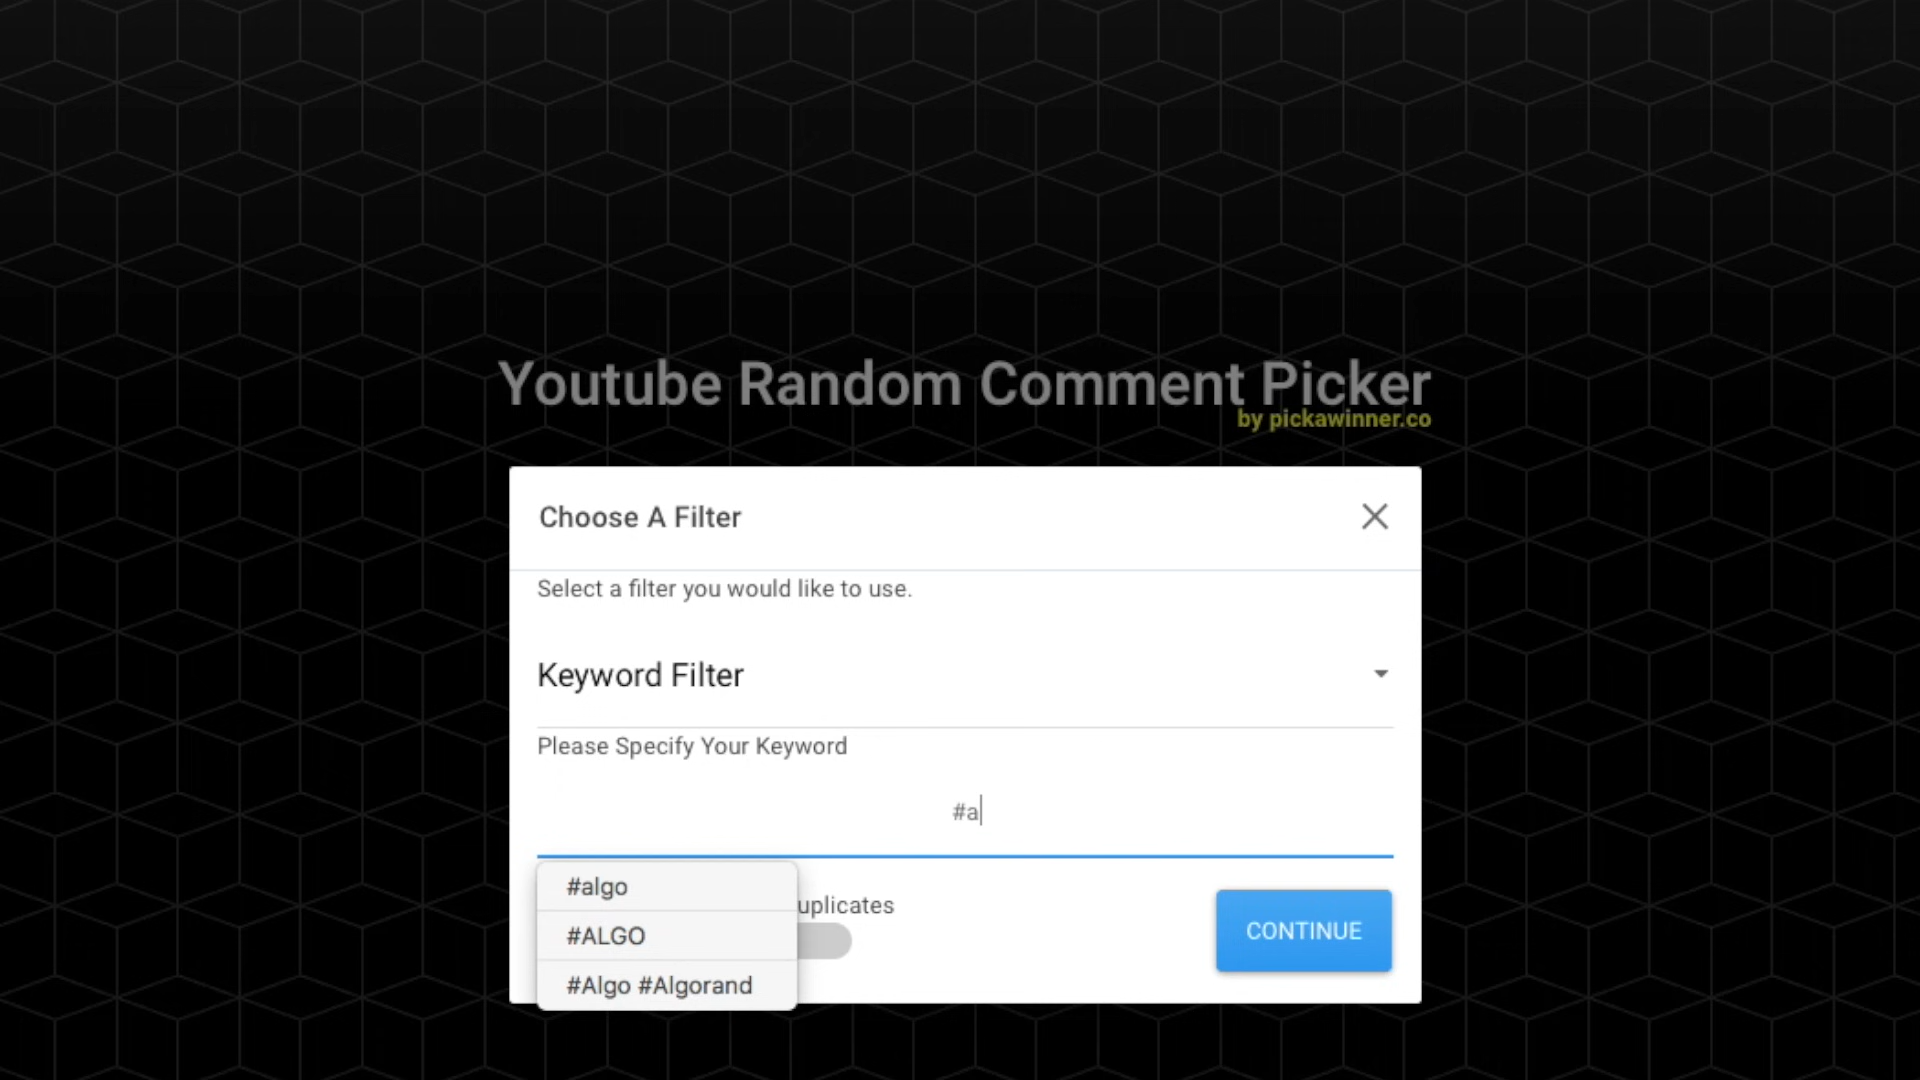 Youtube Random Comment Picker
by pickawinner.co
Choose A Filter
Select a filter you would like to use.
Keyword Filter
Please Specify Your Keyword
#a
#algo
uplicates
#ALGO
CONTINUE
#Algo #Algorand